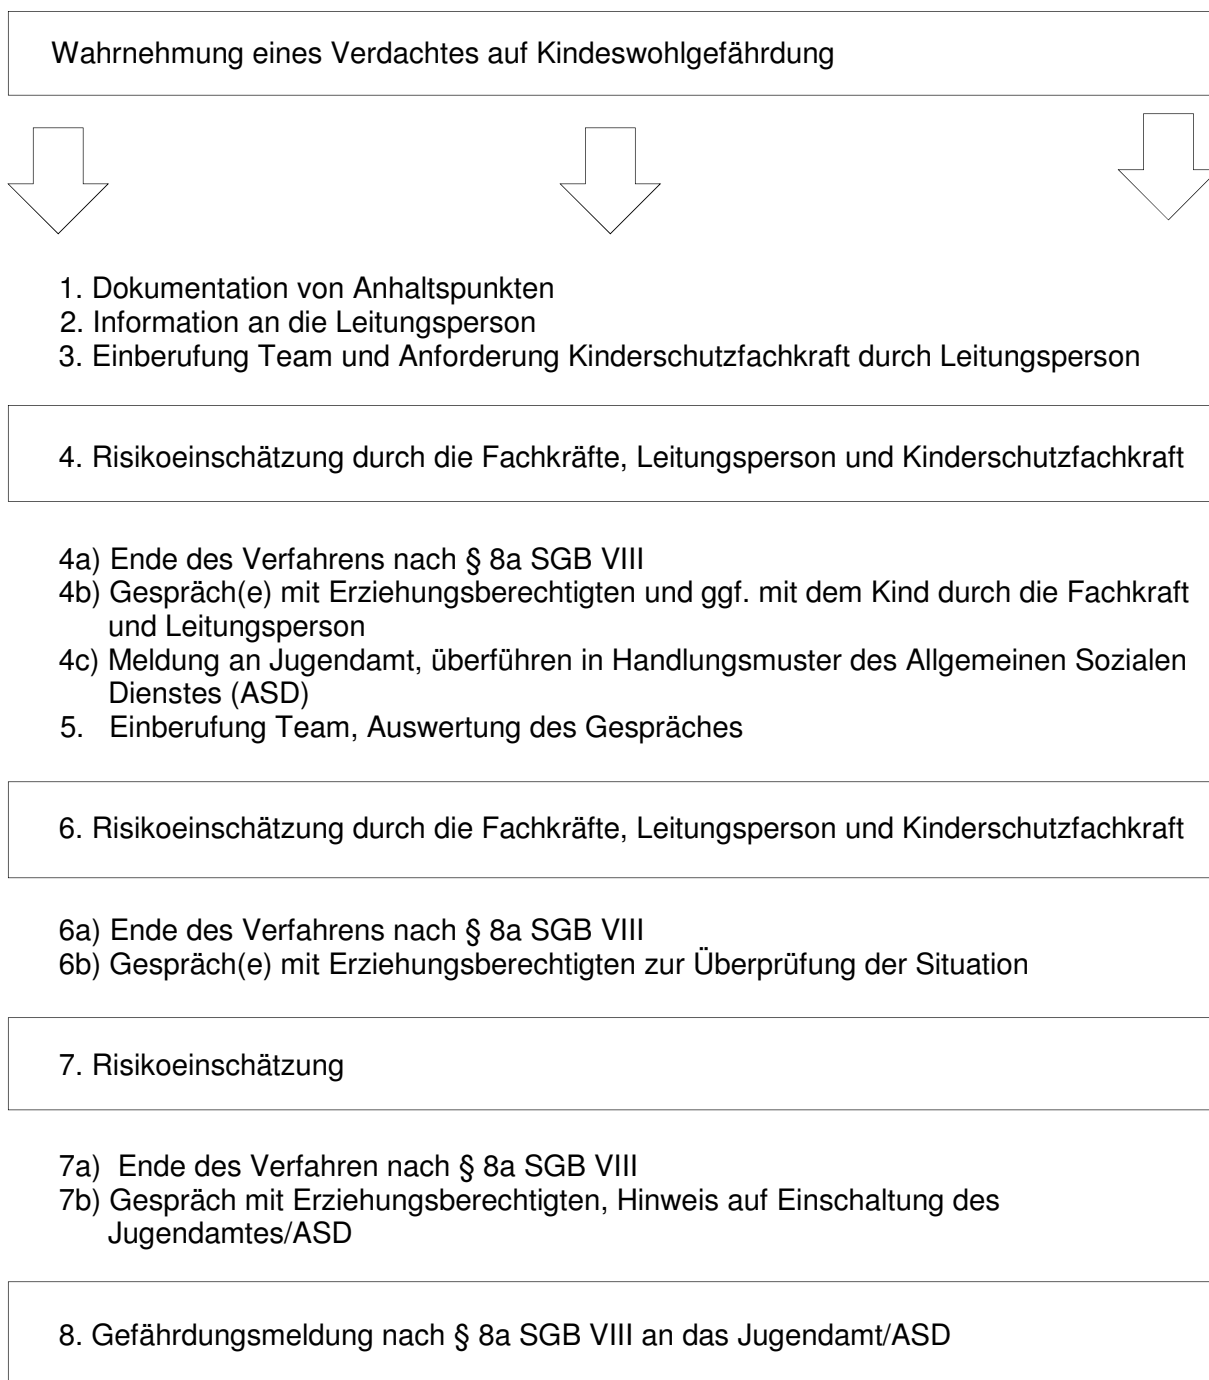 Wahrnehmung eines Verdachtes auf Kindeswohlgefährdung
1. Dokumentation von Anhaltspunkten
2. Information an die Leitungsperson
3. Einberufung Team und Anforderung Kinderschutzfachkraft durch Leitungsperson
4. Risikoeinschätzung durch die Fachkräfte, Leitungsperson und Kinderschutzfachkraft
4a) Ende des Verfahrens nach § 8a SGB VIII
4b) Gespräch(e) mit Erziehungsberechtigten und ggf. mit dem Kind durch die Fachkraft
und Leitungsperson
4c) Meldung an Jugendamt, überführen in Handlungsmuster des Allgemeinen Sozialen
Dienstes (ASD)
5. Einberufung Team, Auswertung des Gespräches
6. Risikoeinschätzung durch die Fachkräfte, Leitungsperson und Kinderschutzfachkraft
6a) Ende des Verfahrens nach § 8a SGB VIII
6b) Gespräch(e) mit Erziehungsberechtigten zur Überprüfung der Situation
7. Risikoeinschätzung
7a) Ende des Verfahren nach § 8a SGB VIII
7b) Gespräch mit Erziehungsberechtigten, Hinweis auf Einschaltung des
Jugendamtes/ASD
8. Gefährdungsmeldung nach § 8a SGB VIII an das Jugendamt/ASD